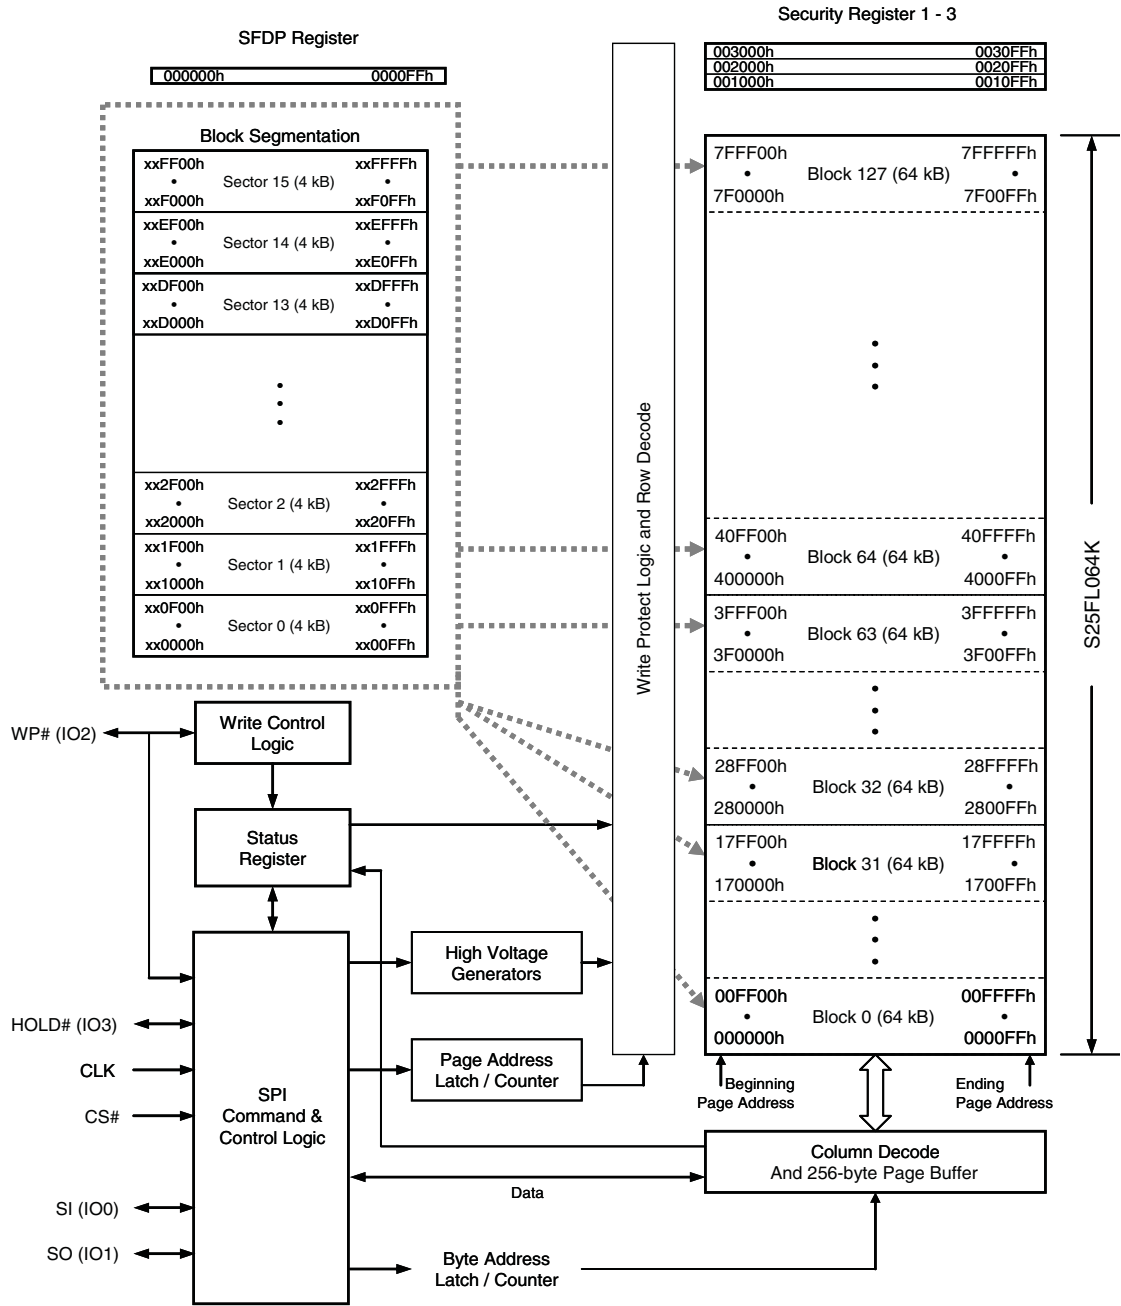 Security Register 1 - 3
SFDP Register
003000h 0030FFh
002000h 0020FFh
001000h 0010FFh
000000h 0000FFh
Block Segmentation
xxFF00h xxFFFFh
Sector 15 (4 kB)
xxF000h xxF0FFh
xxEF00h xxEFFFh
Sector 14 (4 kB)
xxE000h xxE0FFh
xxDF00h xxDFFFh
Sector 13 (4 kB)
xxD000h xxD0FFh
xx2F00h xx2FFFh
Sector 2 (4 kB)
xx2000h xx20FFh
xx1F00h xx1FFFh
Sector 1 (4 kB)
xx1000h xx10FFh
xx0F00h xx0FFFh
Sector 0 (4 kB)
xx0000h xx00FFh
Write Protect Logic and Row Decode
7FFF00h 7FFFFFh
Block 127 (64 kB)
7F0000h 7F00FFh
40FF00h 40FFFFh
Block 64 (64 kB)
400000h 4000FFh
3FFF00h 3FFFFFh
Block 63 (64 kB)
3F0000h 3F00FFh
28FF00h 28FFFFh
Block 32 (64 kB)
280000h 2800FFh
17FF00h 17FFFFh
Block 31 (64 kB)
170000h 1700FFh
00FF00h 00FFFFh
Block 0 (64 kB)
000000h 0000FFh
S25FL064K
Beginning
Page Address
Ending
Page Address
WP# (IO2)
Write Control
Logic
Status
Register
High Voltage
Generators
HOLD# (IO3)
CLK
CS#
Page Address
Latch / Counter
SPI
Command &
Control Logic
Column Decode
And 256-byte Page Buffer
Data
SI (IO0)
SO (IO1)
Byte Address
Latch / Counter